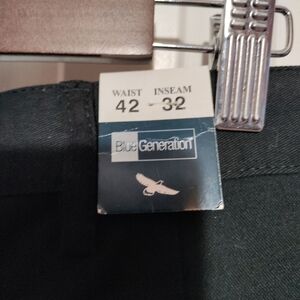 WAIST INSEAM
42 - 32
Blue Generation